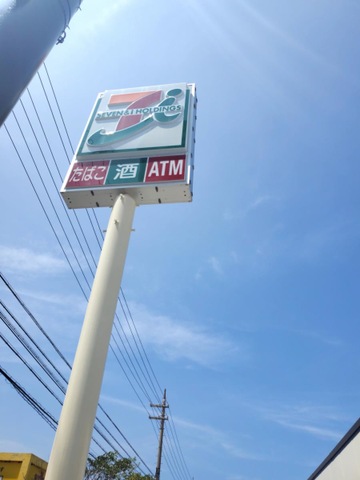 SEVEN & i HOLDINGS
たばこ 酒 ATM